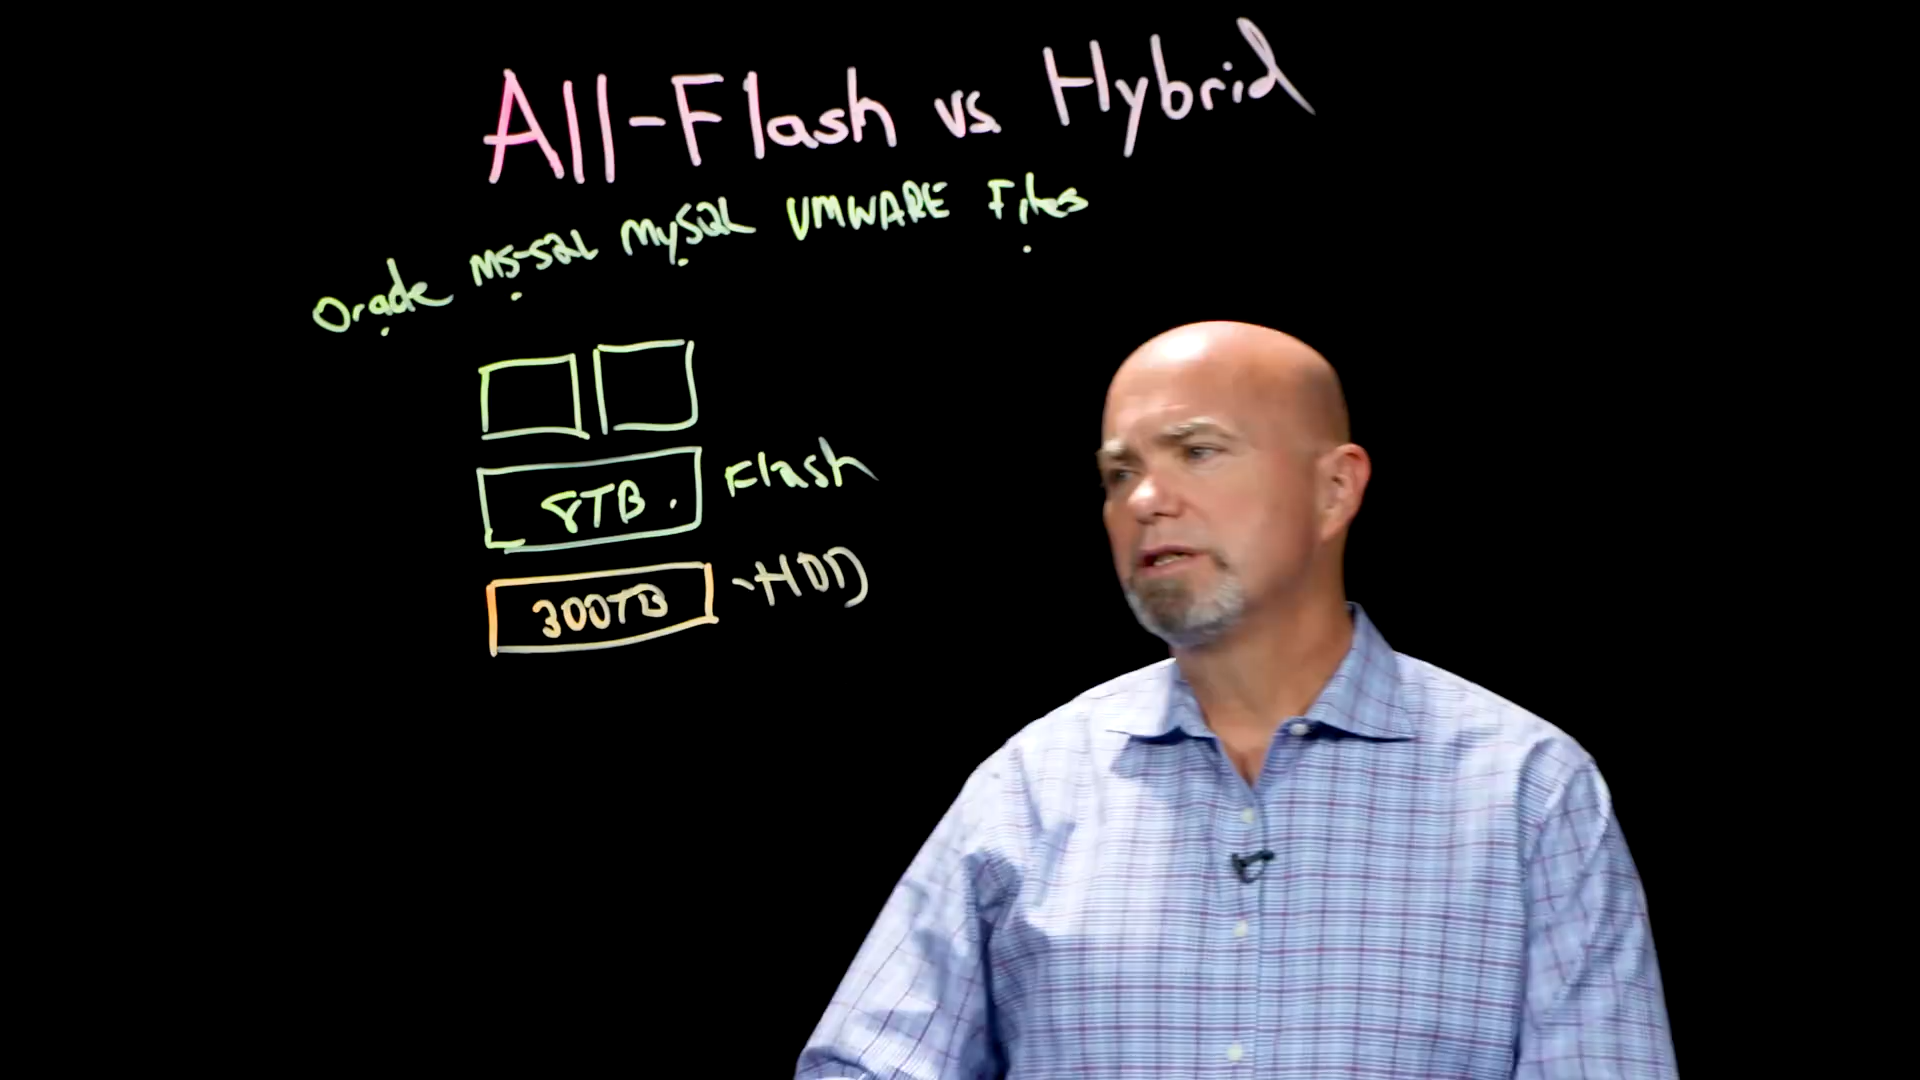 All-Flash vs. Hybrid
Oracle MS-SQL MySQL VMWARE Files
8TB. Flash
300TB -HDD